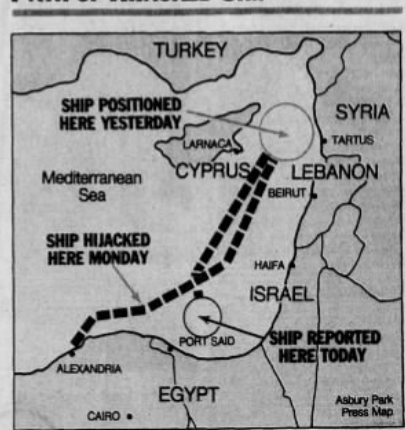 TURKEY
SHIP POSITIONED
HERE YESTERDAY
SYRIA
LARNACA
TARTUS
CYPRUS
LEBANON
Mediterranean
Sea
BEIRUT
SHIP HIJACKED
HERE MONDAY
HAIFA
ISRAEL
PORT SAID
SHIP REPORTED
HERE TODAY
ALEXANDRIA
EGYPT
CAIRO
Asbury Park
Press Map